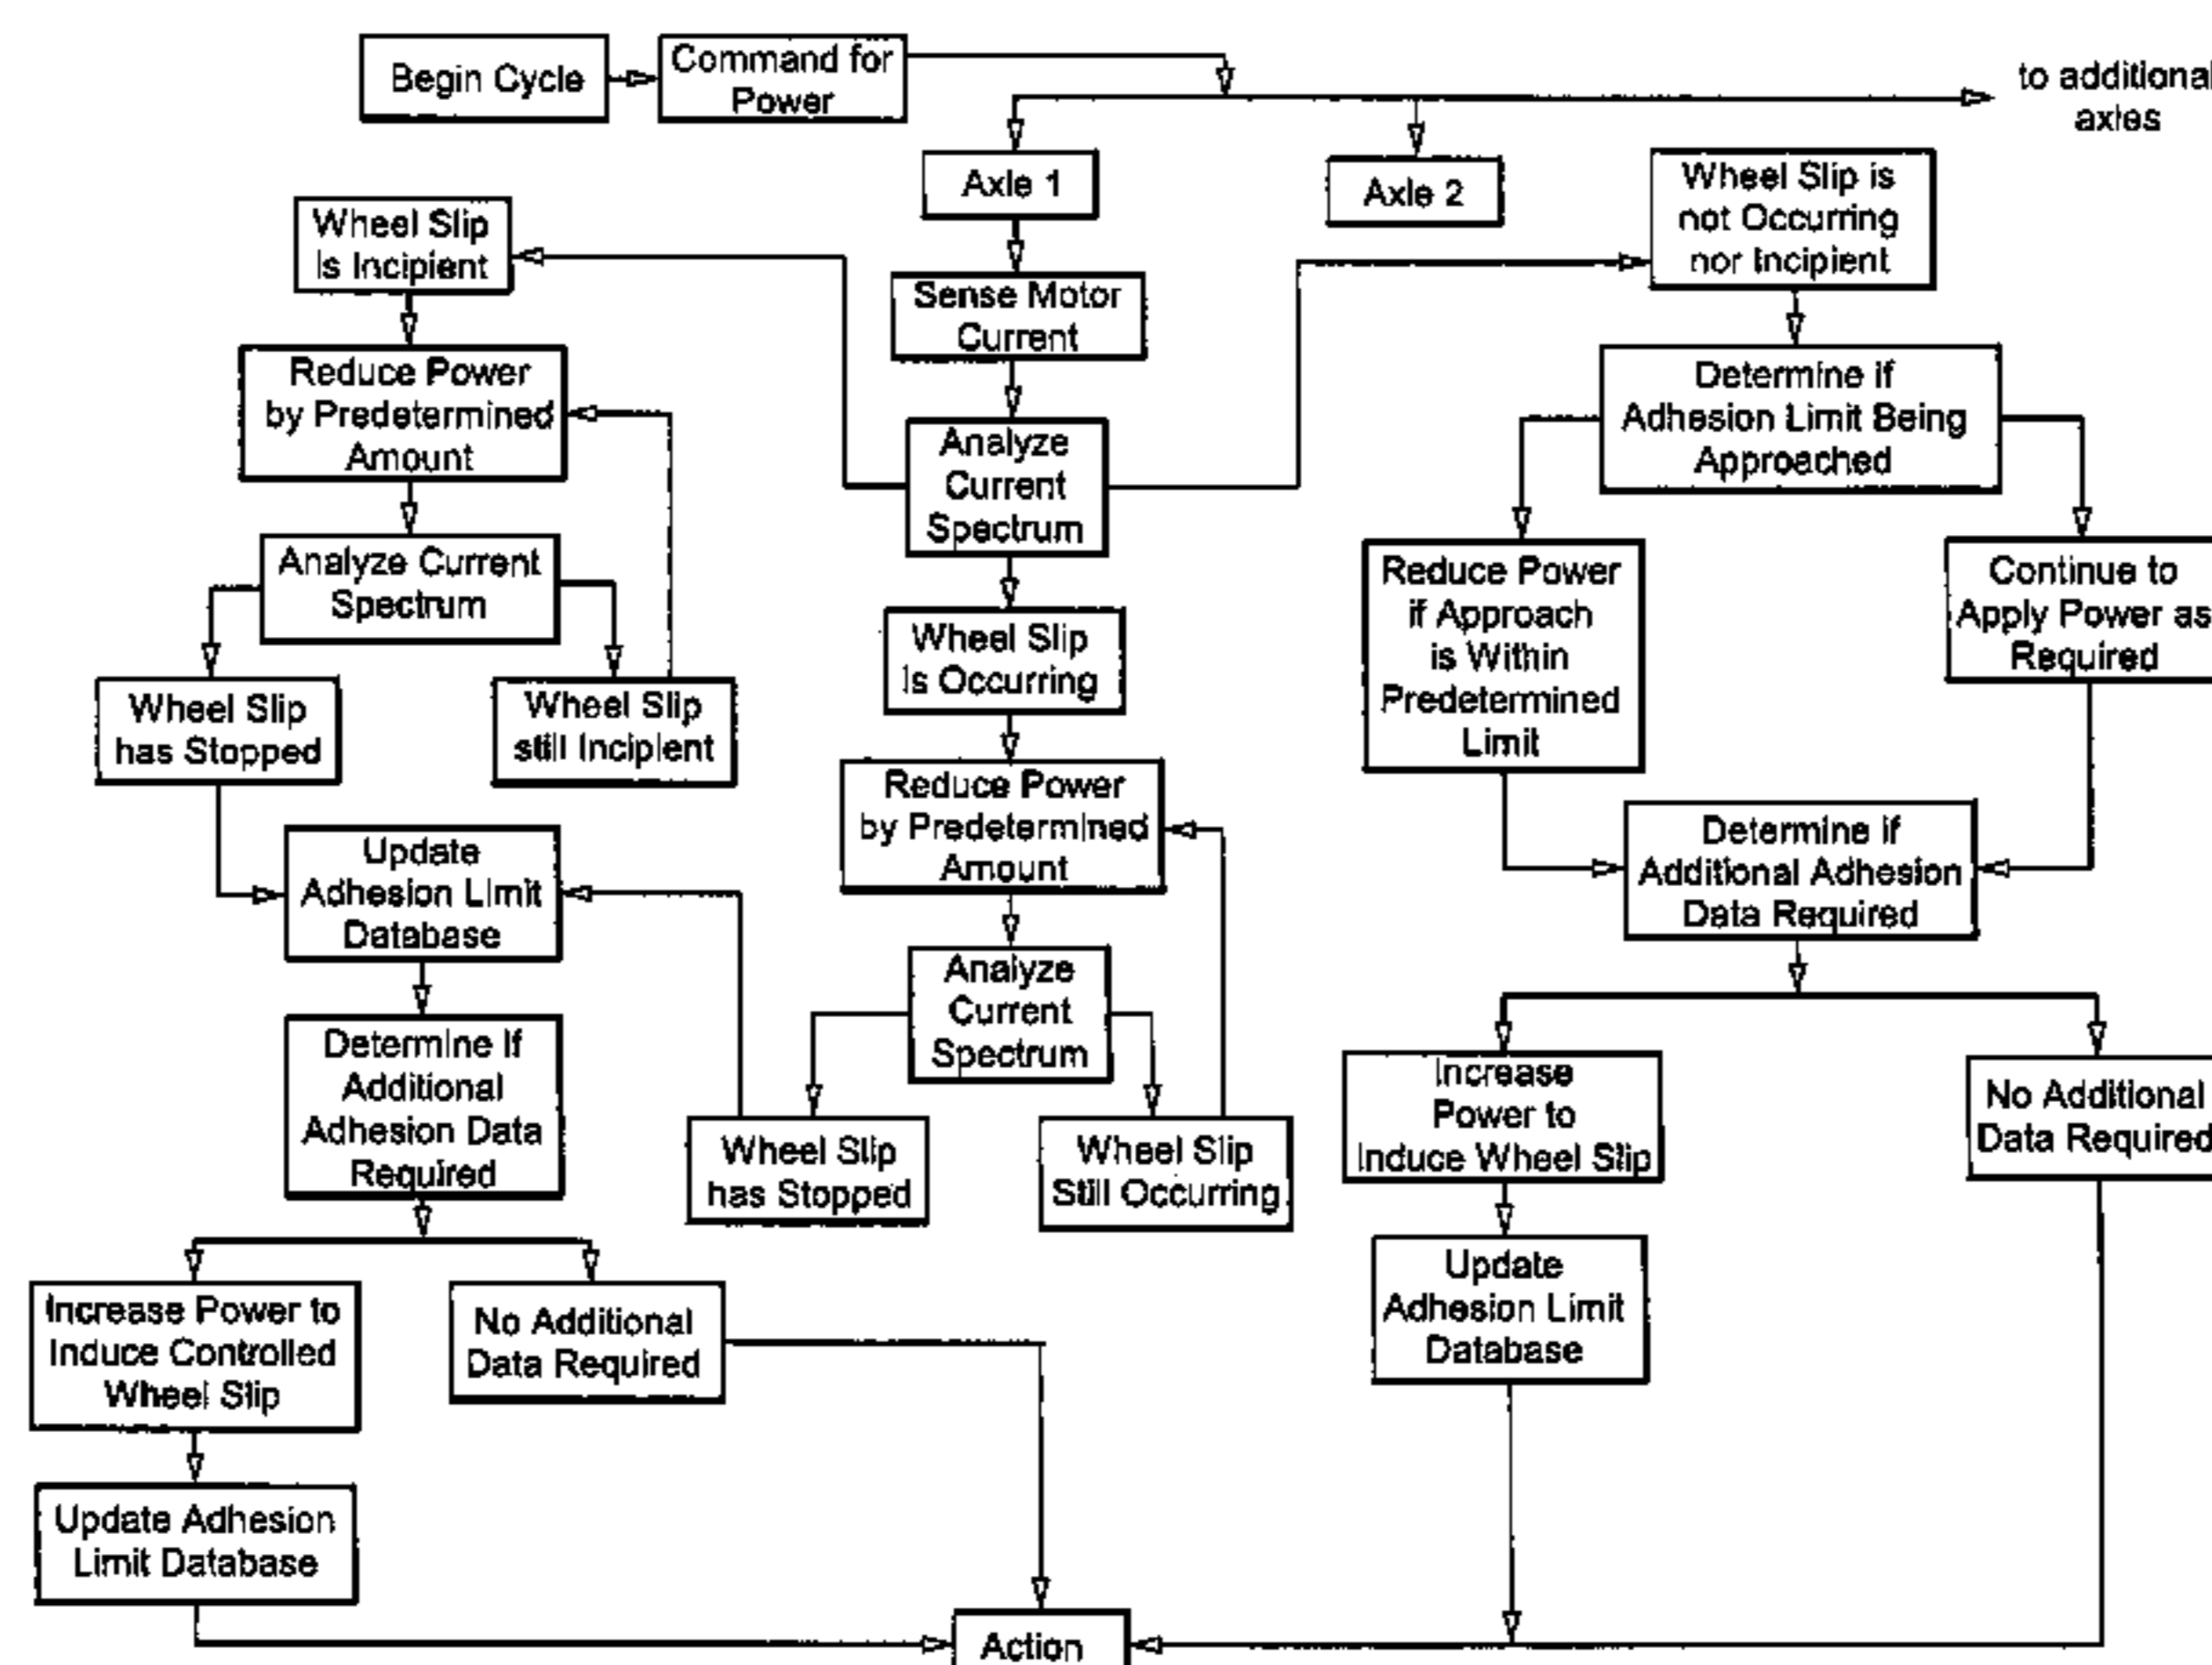 Begin Cycle
Command for
Power
to additional
axles
Axle 1
Axle 2
Wheel Slip is
not Occurring
nor Incipient
Wheel Slip
Is Incipient
Sense Motor
Current
Reduce Power
by Predetermined
Amount
Determine if
Adhesion Limit Being
Approached
Analyze
Current
Spectrum
Analyze Current
Spectrum
Reduce Power
if Approach
is Within
Predetermined
Limit
Continue to
Apply Power as
Required
Wheel Slip
Is Occurring
Wheel Slip
has Stopped
Wheel Slip
still Incipient
Reduce Power
by Predetermined
Amount
Determine if
Additional Adhesion
Data Required
Update
Adhesion Limit
Database
Analyze
Current
Spectrum
Determine if
Additional
Adhesion Data
Required
Wheel Slip
has Stopped
Wheel Slip
Still Occurring
Increase
Power to
Induce Wheel Slip
No Additional
Data Required
Update
Adhesion Limit
Database
Increase Power to
Induce Controlled
Wheel Slip
No Additional
Data Required
Update Adhesion
Limit Database
Action